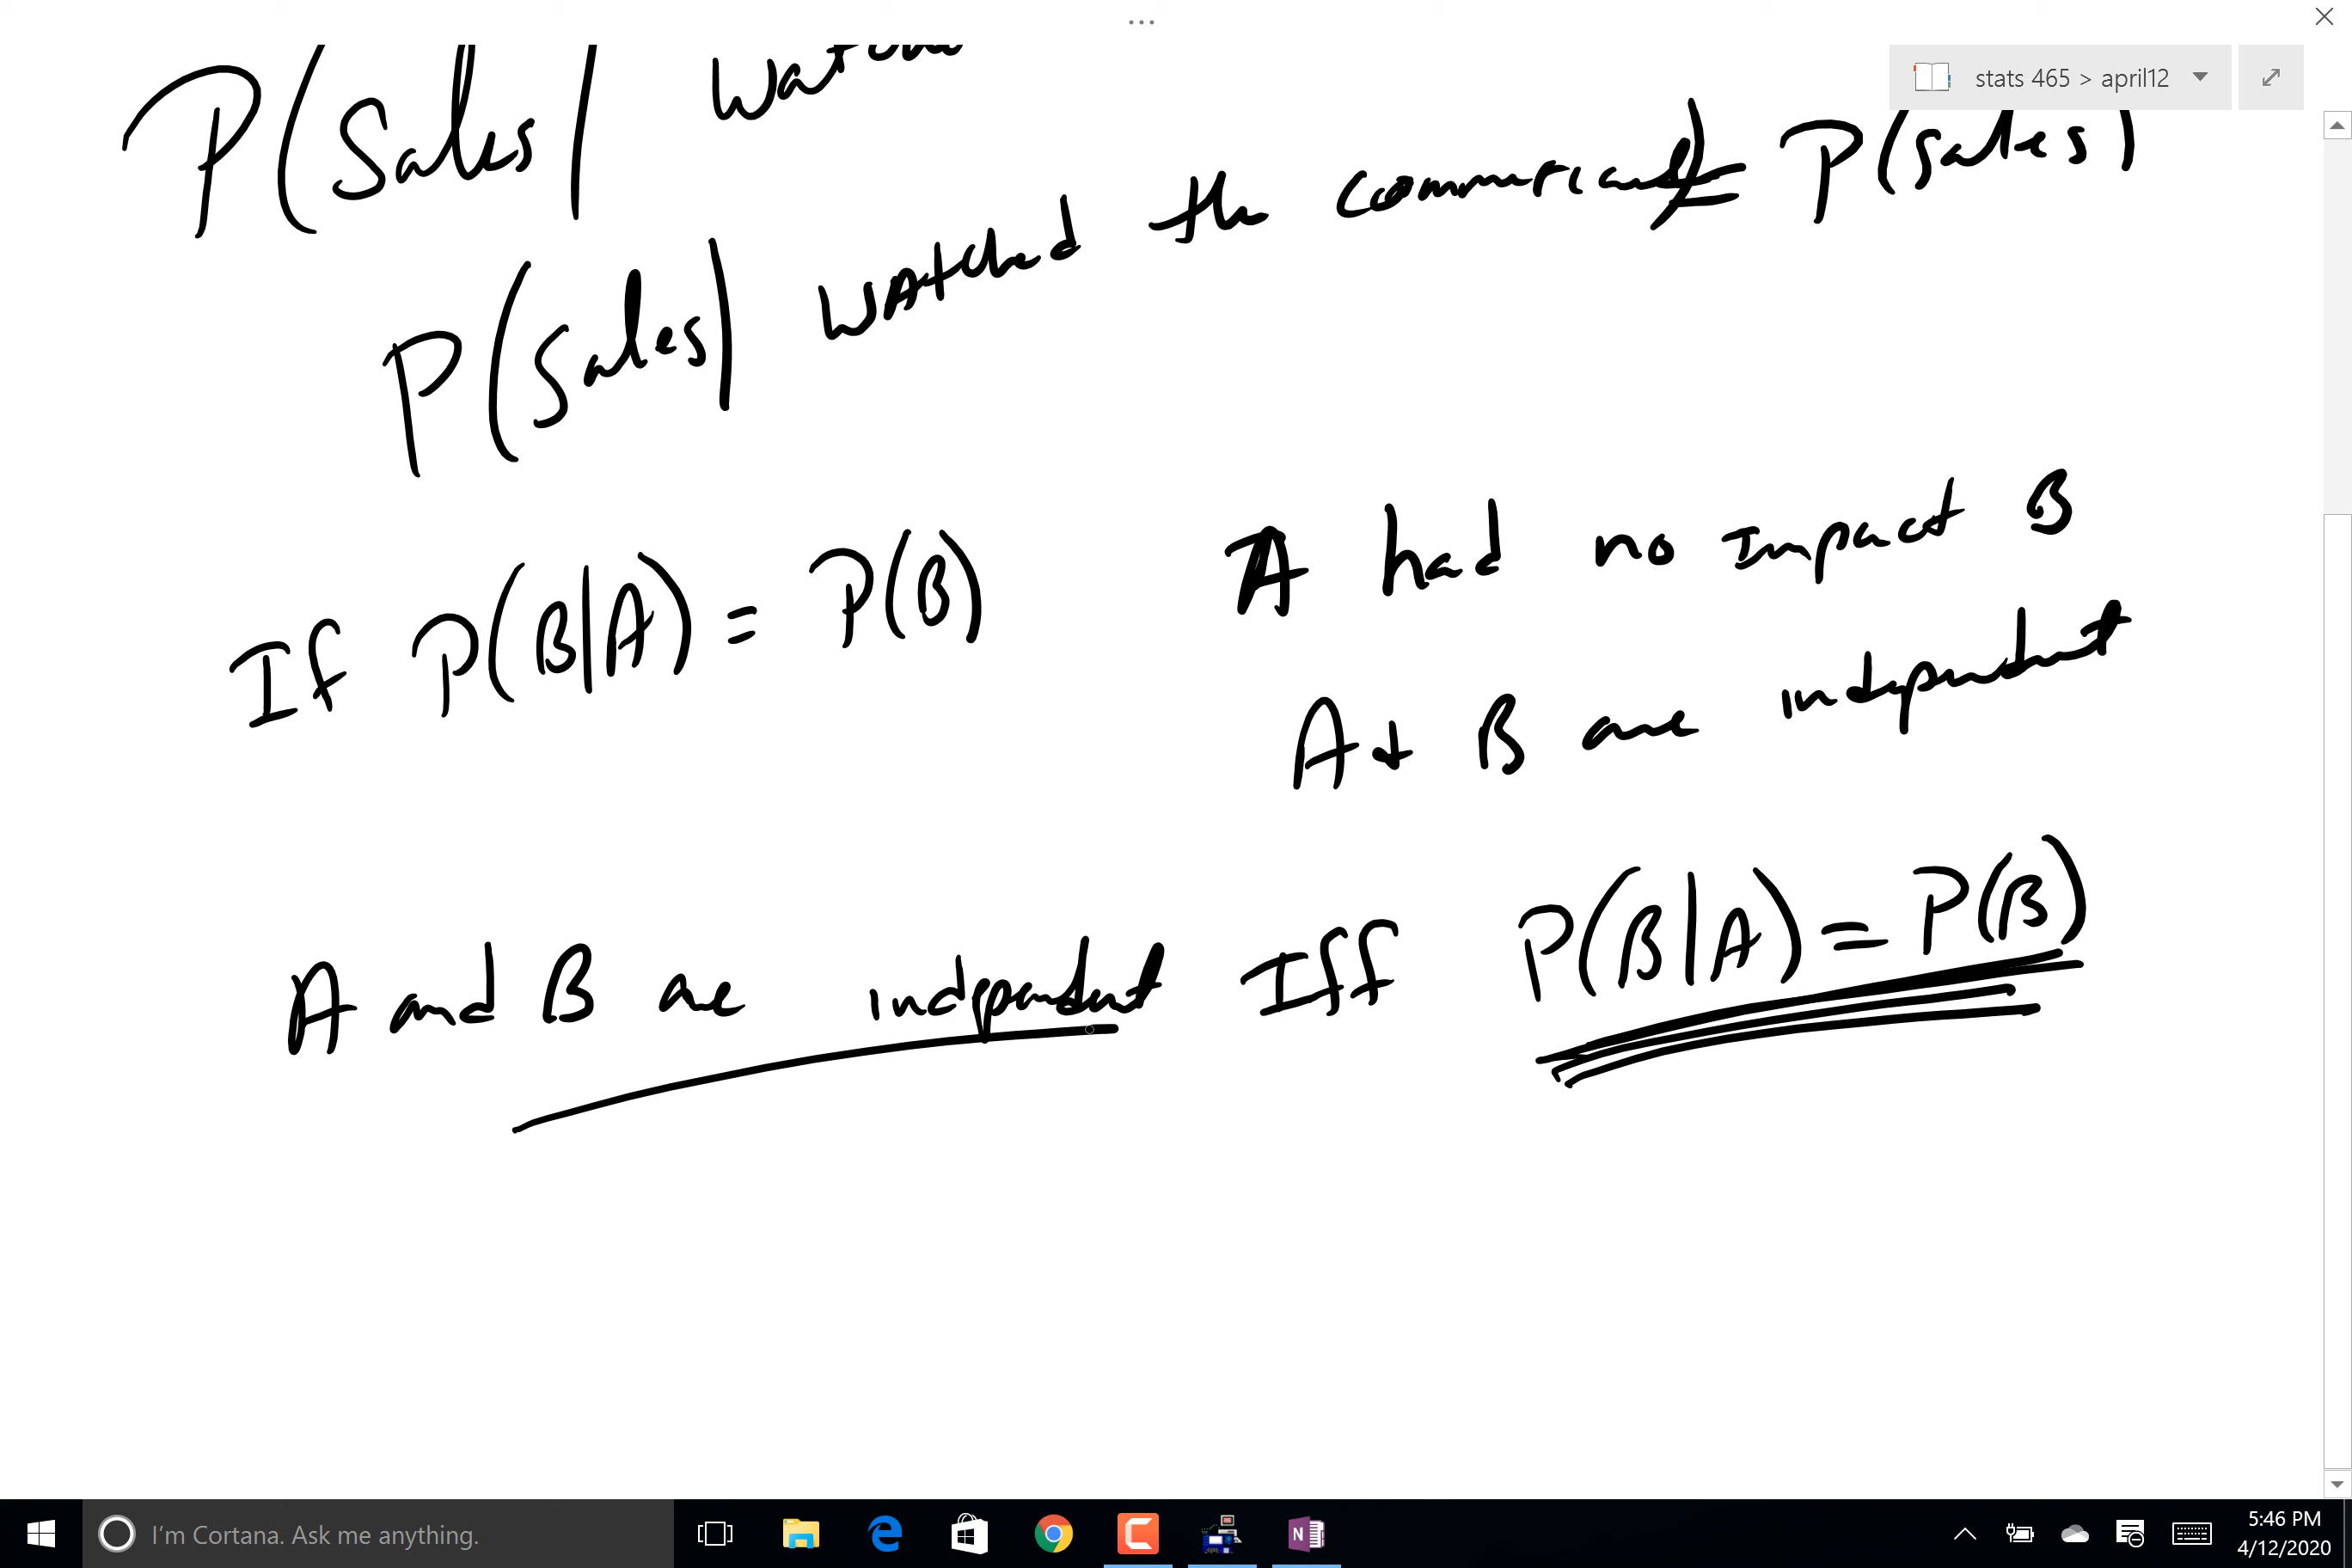 stats 465 > april12
P(Sales|
P(Sales| watched the commercial ≠ P(sales)
If P(B|A) = P(B) A had no Impact B
A + B are independent
A and B are independent Iff P(B|A) = P(B)
I'm Cortana. Ask me anything.
N
5:46 PM
4/12/2020